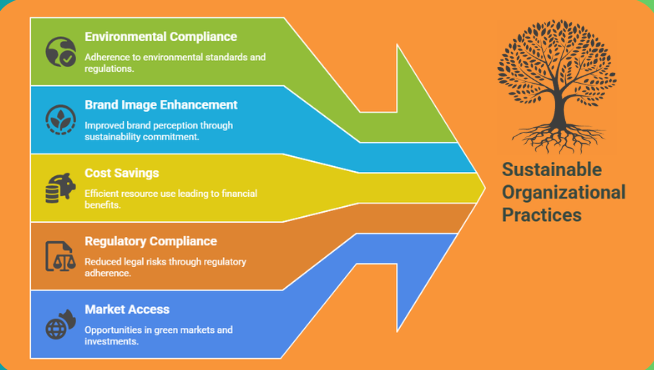 Environmental Compliance
Adherence to environmental standards and
regulations.
Brand Image Enhancement
Improved brand perception through
sustainability commitment.
Cost Savings
Efficient resource use leading to financial
benefits.
Regulatory Compliance
Reduced legal risks through regulatory
adherence.
Market Access
Opportunities in green markets and
investments.
Sustainable
Organizational
Practices